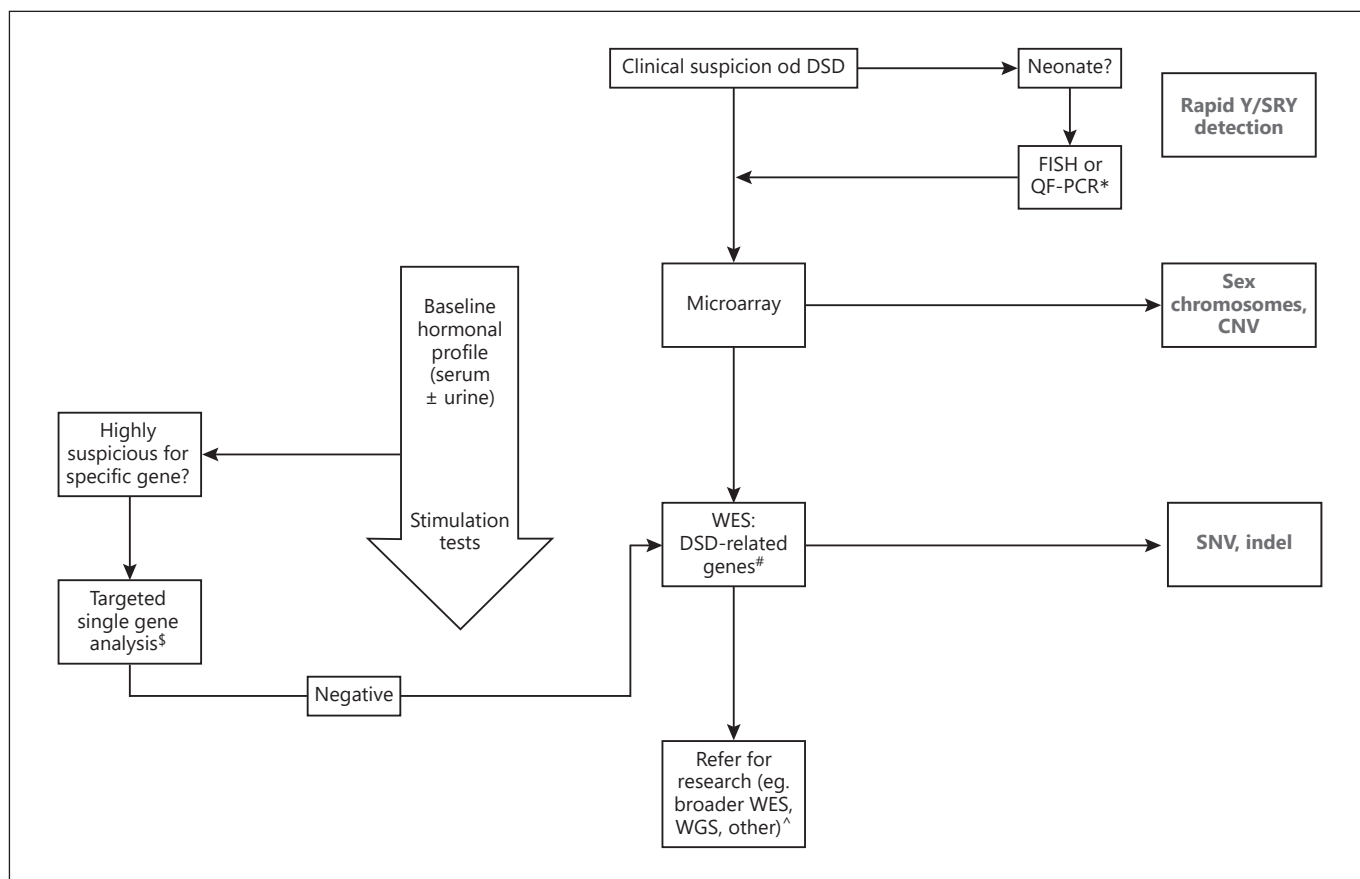 Clinical suspicion od DSD
Neonate?
Rapid Y/SRY
detection
FISH or
QF-PCR*
Microarray
Sex
chromosomes,
CNV
Baseline
hormonal
profile
(serum
± urine)
Stimulation
tests
Highly
suspicious for
specific gene?
Targeted
single gene
analysis$
Negative
WES:
DSD-related
genes#
SNV, indel
Refer for
research (eg.
broader WES,
WGS, other)^